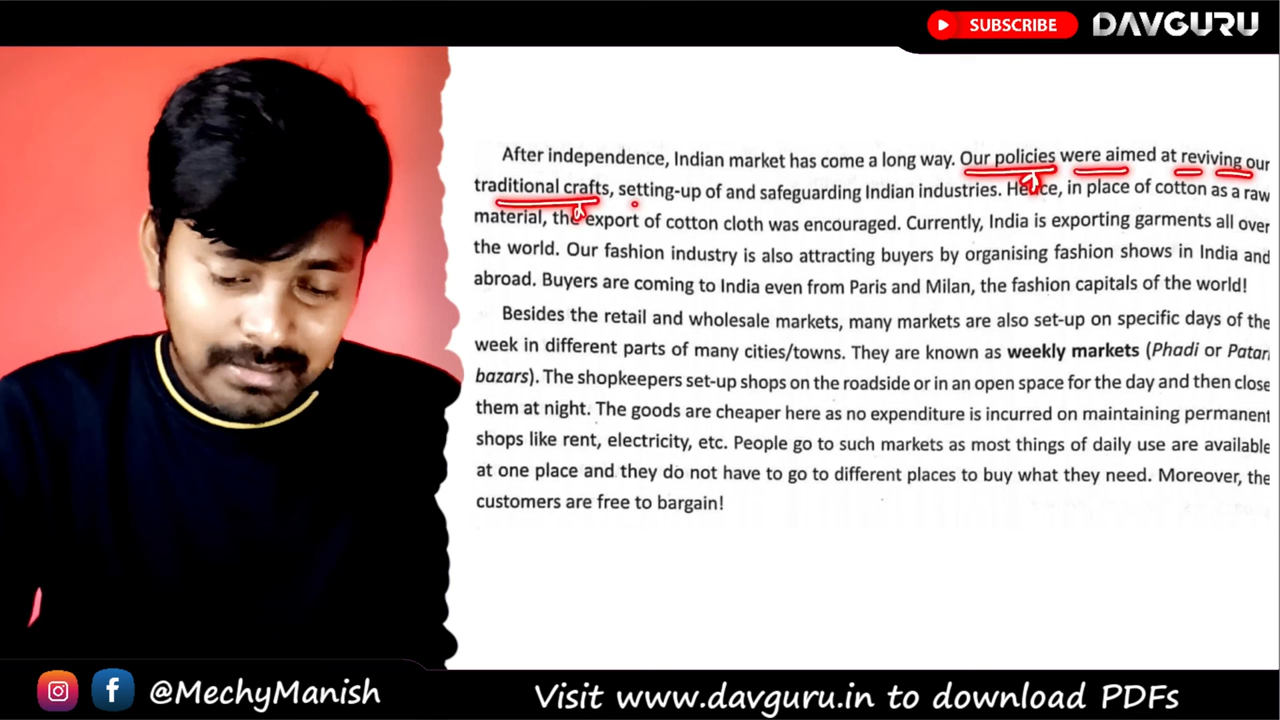 SUBSCRIBE DAVGURU
After independence, Indian market has come a long way. Our policies were aimed at reviving our
traditional crafts, setting-up of and safeguarding Indian industries. Hence, in place of cotton as a raw
material, the export of cotton cloth was encouraged. Currently, India is exporting garments all over
the world. Our fashion industry is also attracting buyers by organising fashion shows in India and
abroad. Buyers are coming to India even from Paris and Milan, the fashion capitals of the world!
Besides the retail and wholesale markets, many markets are also set-up on specific days of the
week in different parts of many cities/towns. They are known as weekly markets (Phadi or Patari
bazars). The shopkeepers set-up shops on the roadside or in an open space for the day and then close
them at night. The goods are cheaper here as no expenditure is incurred on maintaining permanent
shops like rent, electricity, etc. People go to such markets as most things of daily use are available
at one place and they do not have to go to different places to buy what they need. Moreover, the
customers are free to bargain!
@MechyManish Visit www.davguru.in to download PDFs